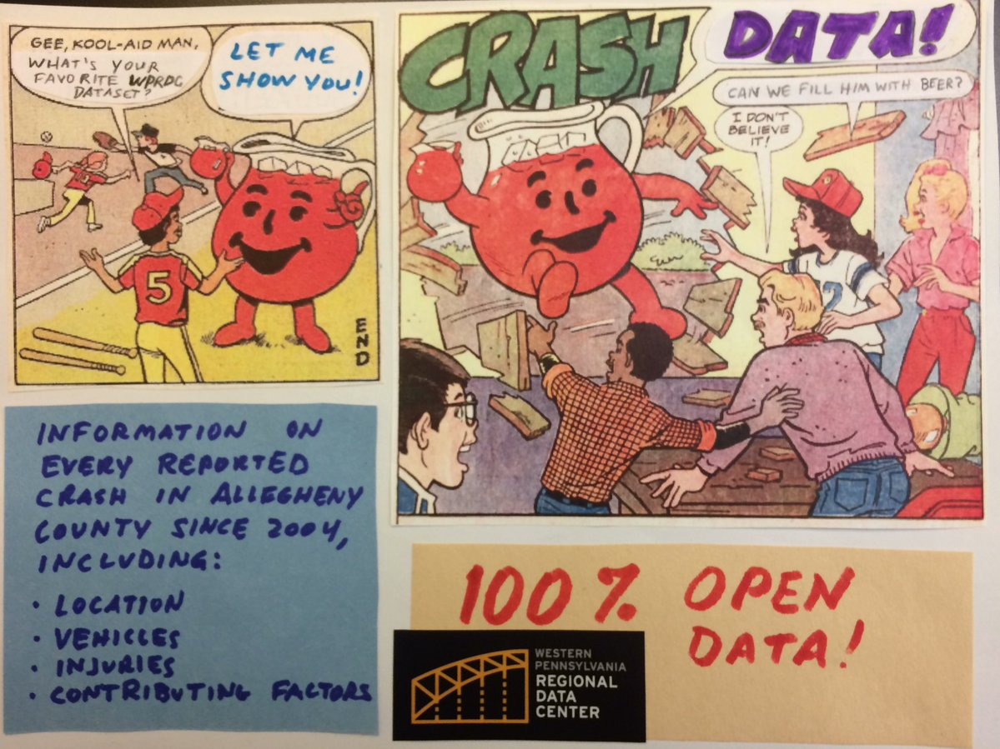 GEE, KOOL-AID MAN,
WHAT'S YOUR
FAVORITE WPRDC
DATASET?
LET ME
SHOW YOU!
5
END
CRASH
DATA!
CAN WE FILL HIM WITH BEER?
I DON'T
BELIEVE
IT!
2
INFORMATION ON
EVERY REPORTED
CRASH IN ALLEGHENY
COUNTY SINCE 2004,
INCLUDING:
· LOCATION
· VEHICLES
· INJURIES
· CONTRIBUTING FACTORS
100% OPEN
DATA!
WESTERN
PENNSYLVANIA
REGIONAL
DATA
CENTER